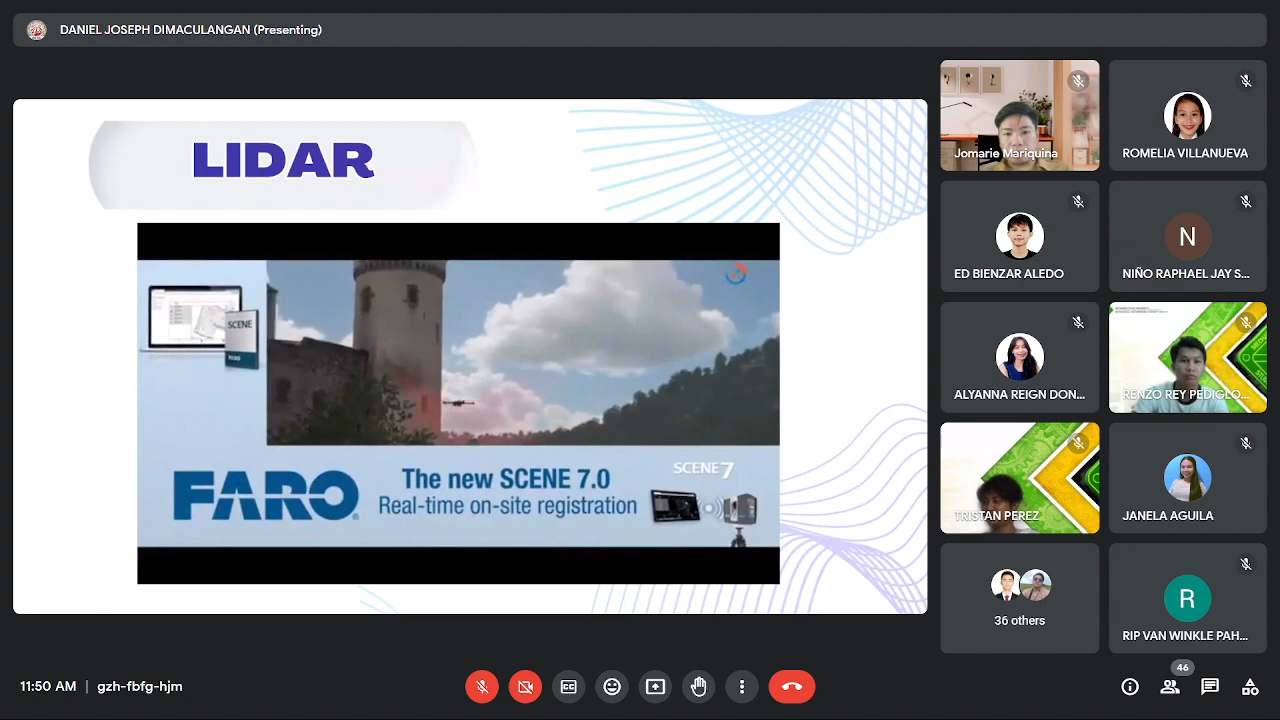 DANIEL JOSEPH DIMACULANGAN (Presenting)
LIDAR
SCENE
FARO
FARO
The new SCENE 7.0
Real-time on-site registration
SCENE7
Jomarie Mariquina
ROMELIA VILLANUEVA
ED BIENZAR ALEDO
N
NIÑO RAPHAEL JAY S...
ALYANNA REIGN DON...
RENZO REY PEDIGLO...
TRISTAN PEREZ
JANELA AGUILA
36 others
R
RIP VAN WINKLE PAH...
11:50 AM | gzh-fbfg-hjm
46